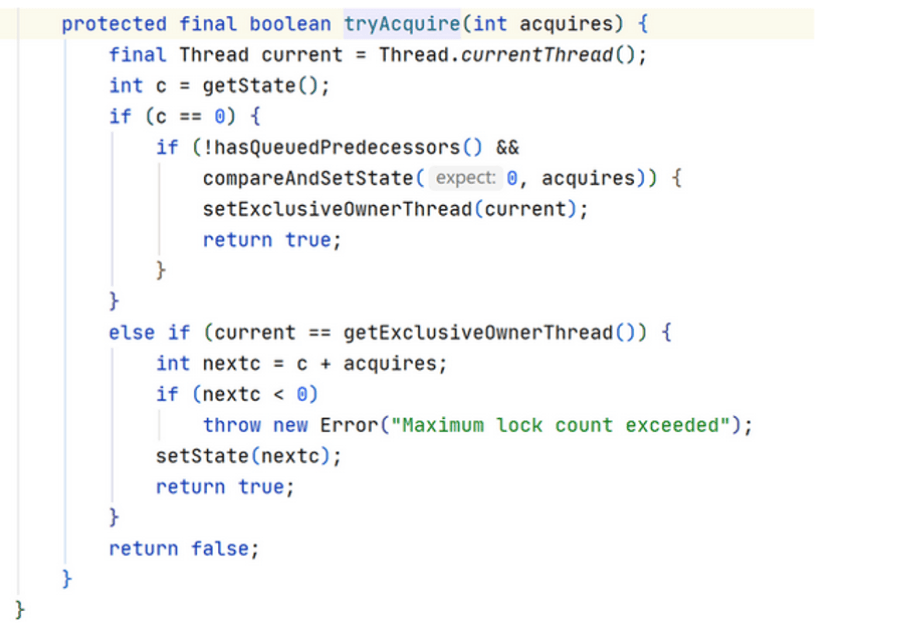 protected final boolean tryAcquire(int acquires) {
final Thread current = Thread.currentThread();
int c = getState();
if (c == 0) {
if (!hasQueuedPredecessors() &&
compareAndSetState( expect: 0, acquires)) {
setExclusiveOwnerThread(current);
return true;
}
}
else if (current == getExclusiveOwnerThread()) {
int nextc = c + acquires;
if (nextc < 0)
throw new Error("Maximum lock count exceeded");
setState(nextc);
return true;
}
return false;
}
}